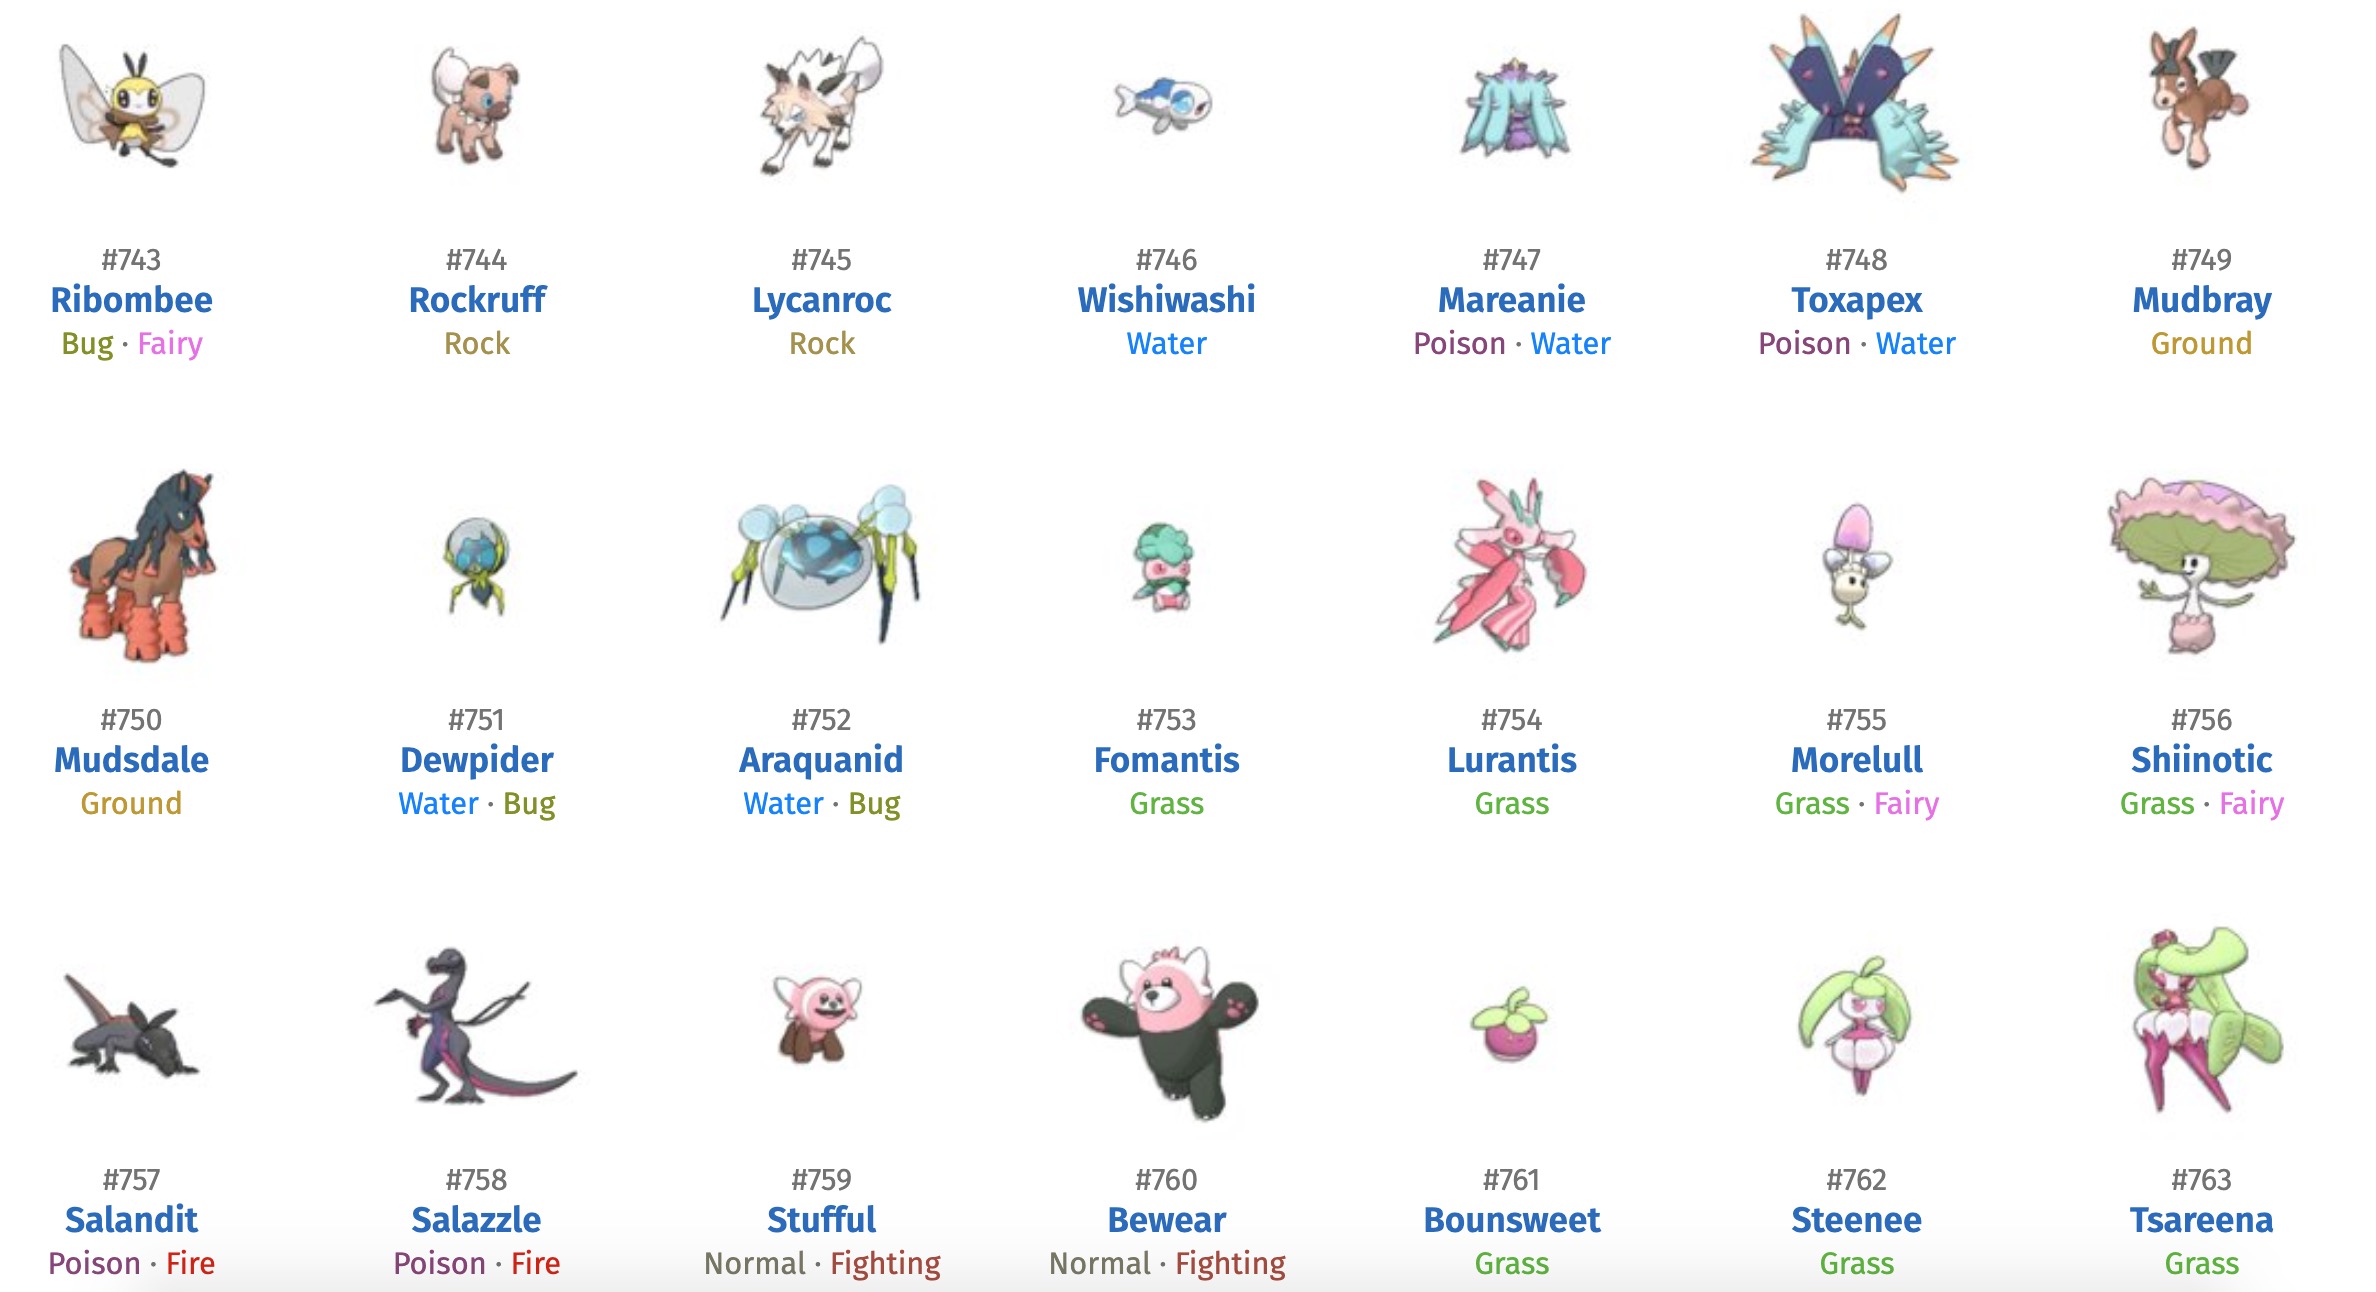 #743 #744 #745 #746 #747 #748 #749
Ribombee Rockruff Lycanroc Wishiwashi Mareanie Toxapex Mudbray
Bug · Fairy Rock Rock Water Poison · Water Poison · Water Ground
#750 #751 #752 #753 #754 #755 #756
Mudsdale Dewpider Araquanid Fomantis Lurantis Morelull Shiinotic
Ground Water · Bug Water · Bug Grass Grass Grass · Fairy Grass · Fairy
#757 #758 #759 #760 #761 #762 #763
Salandit Salazzle Stufful Bewear Bounsweet Steenee Tsareena
Poison · Fire Poison · Fire Normal · Fighting Normal · Fighting Grass Grass Grass